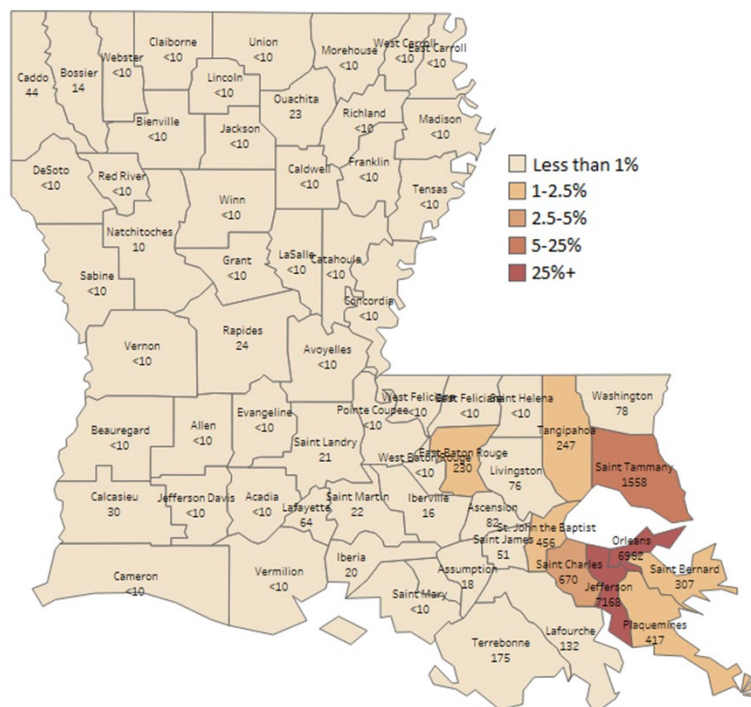 Caddo
44
Bossier
14
Webster
<10
Claiborne
<10
Union
<10
Morehouse
<10
West Carroll
<10
East Carroll
<10
Lincoln
<10
Ouachita
23
Richland
<10
Madison
<10
Bienville
<10
Jackson
<10
Caldwell
<10
Franklin
<10
Tensas
<10
DeSoto
<10
Red River
<10
Winn
<10
Natchitoches
10
Sabine
<10
Grant
<10
LaSalle
<10
Catahoula
<10
Concordia
<10
Vernon
<10
Rapides
24
Avoyelles
<10
Less than 1%
1-2.5%
2.5-5%
5-25%
25%+
Beauregard
<10
Allen
<10
Evangeline
<10
Saint Landry
21
Pointe Coupee
<10
West Feliciana
<10
East Feliciana
<10
Saint Helena
<10
Tangipahoa
247
Washington
78
West Baton Rouge
<10
East Baton Rouge
230
Livingston
76
Saint Tammany
1558
Calcasieu
30
Jefferson Davis
<10
Acadia
<10
Lafayette
64
Saint Martin
22
Iberville
16
Ascension
82
St. John the Baptist
456
Saint James
51
Orleans
6962
Saint Charles
670
Jefferson
7168
Saint Bernard
307
Plaquemines
417
Cameron
<10
Vermilion
<10
Iberia
20
Saint Mary
<10
Assumption
18
Terrebonne
175
Lafourche
132